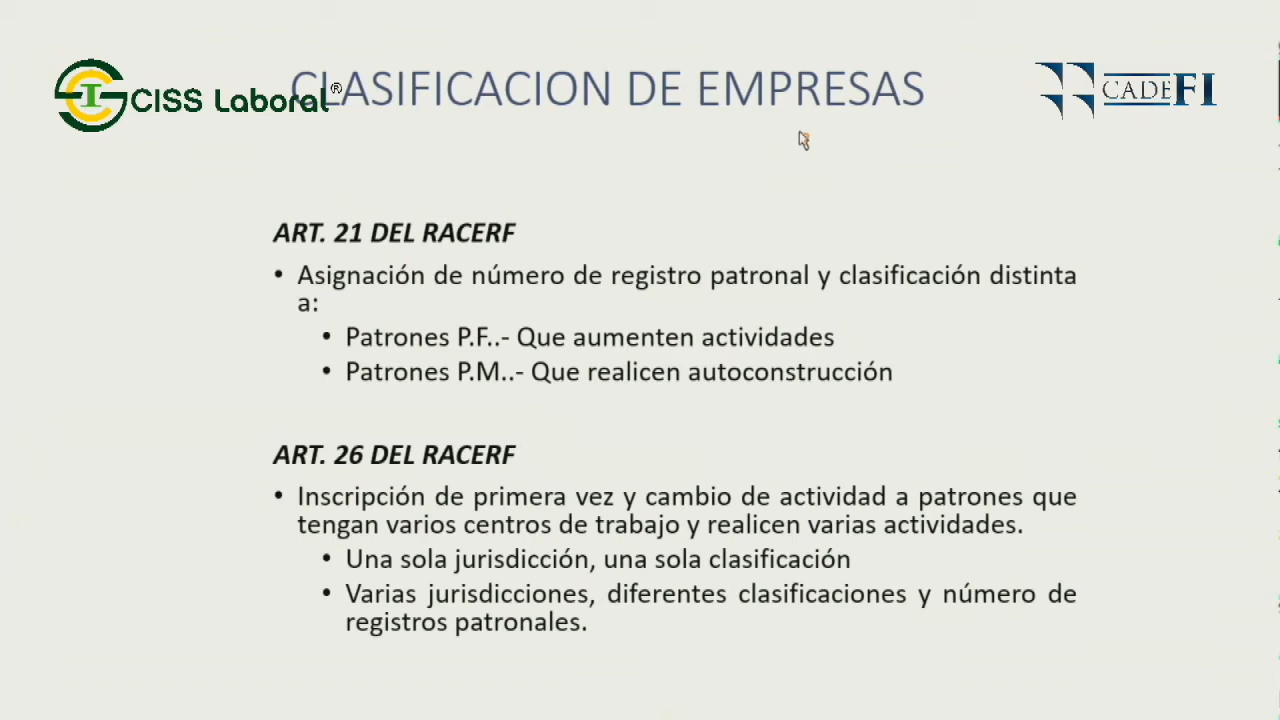 CISS Laboral®
CLASIFICACION DE EMPRESAS
CADEFI
ART. 21 DEL RACERF
• Asignación de número de registro patronal y clasificación distinta
a:
• Patrones P.F..- Que aumenten actividades
• Patrones P.M..- Que realicen autoconstrucción
ART. 26 DEL RACERF
• Inscripción de primera vez y cambio de actividad a patrones que
tengan varios centros de trabajo y realicen varias actividades.
• Una sola jurisdicción, una sola clasificación
• Varias jurisdicciones, diferentes clasificaciones y número de
registros patronales.